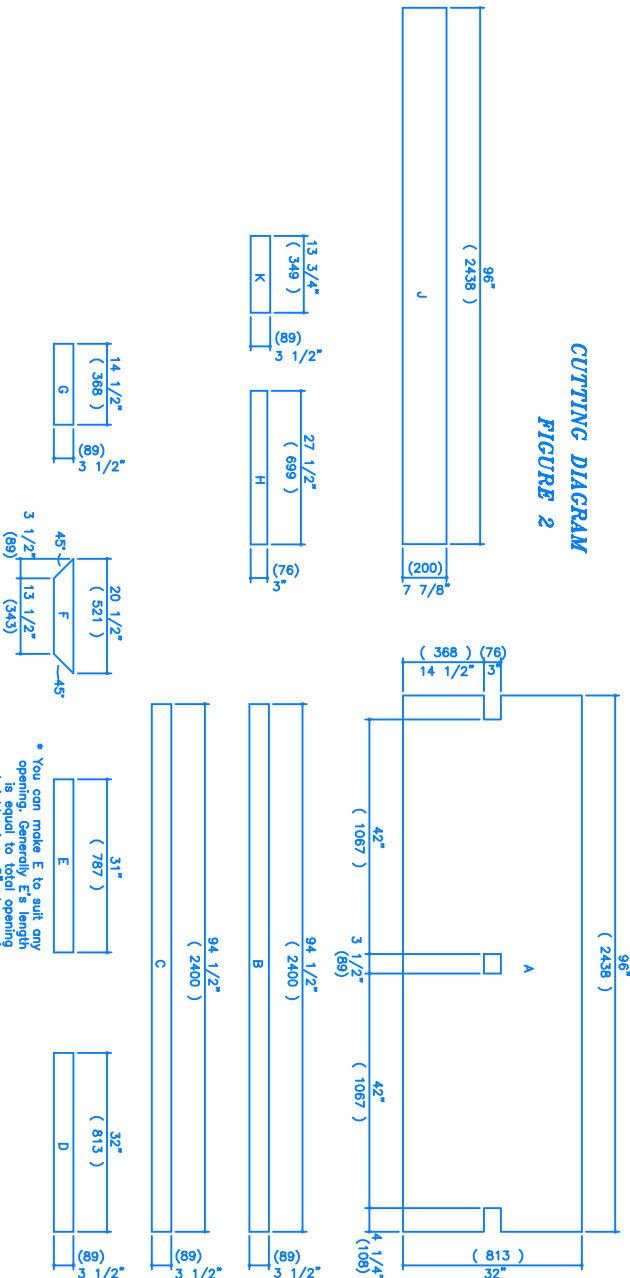 CUTTING DIAGRAM
FIGURE 2
96"
( 2438 )
J
(200)
7 7/8"
13 3/4"
( 349 )
K
(89)
3 1/2"
27 1/2"
( 699 )
H
(76)
3"
14 1/2"
( 368 )
G
(89)
3 1/2"
20 1/2"
( 521 )
45°
F
45°
3 1/2"
(89)
13 1/2"
(343)
96"
( 2438 )
A
( 368 )
14 1/2"
(76)
3"
42"
( 1067 )
3 1/2"
(89)
42"
( 1067 )
4 1/4"
(108)
( 813 )
32"
94 1/2"
( 2400 )
B
(89)
3 1/2"
94 1/2"
( 2400 )
C
(89)
3 1/2"
31"
( 787 )
E
32"
( 813 )
D
(89)
3 1/2"
* You can make E to suit any
opening. Generally E's length
is equal to total opening